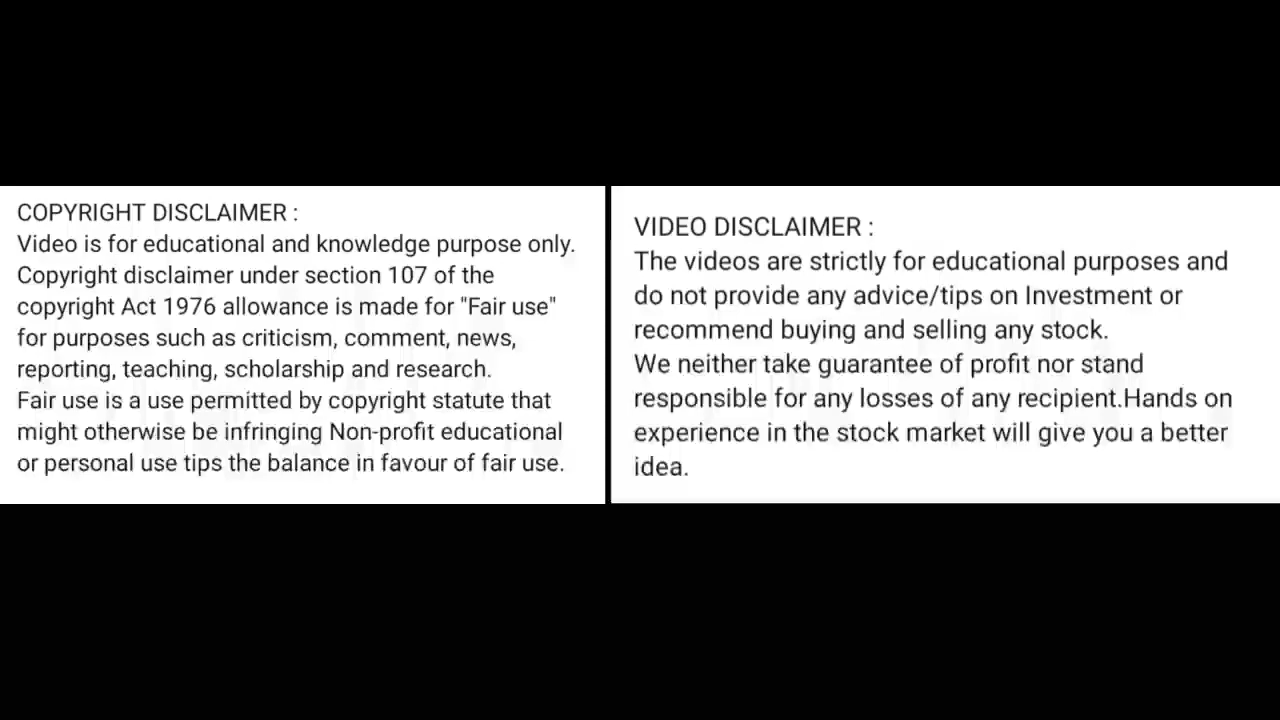 COPYRIGHT DISCLAIMER :
Video is for educational and knowledge purpose only.
Copyright disclaimer under section 107 of the
copyright Act 1976 allowance is made for "Fair use"
for purposes such as criticism, comment, news,
reporting, teaching, scholarship and research.
Fair use is a use permitted by copyright statute that
might otherwise be infringing Non-profit educational
or personal use tips the balance in favour of fair use.
VIDEO DISCLAIMER :
The videos are strictly for educational purposes and
do not provide any advice/tips on Investment or
recommend buying and selling any stock.
We neither take guarantee of profit nor stand
responsible for any losses of any recipient.Hands on
experience in the stock market will give you a better
idea.